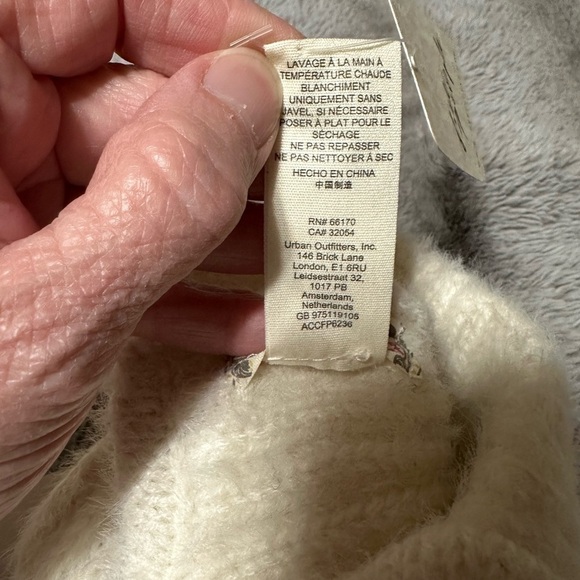 LAVAGE À LA MAIN À
TEMPÉRATURE CHAUDE
BLANCHIMENT
UNIQUEMENT SANS
JAVEL, SI NÉCESSAIRE
POSER À PLAT POUR LE
SÉCHAGE
NE PAS REPASSER
NE PAS NETTOYER À SEC
HECHO EN CHINA
中国制造
RN# 66170
CA# 32054
Urban Outfitters, Inc.
146 Brick Lane
London, E1 6RU
Leidsestraat 32,
1017 PB
Amsterdam,
Netherlands
GB 975119105
ACCFP6236